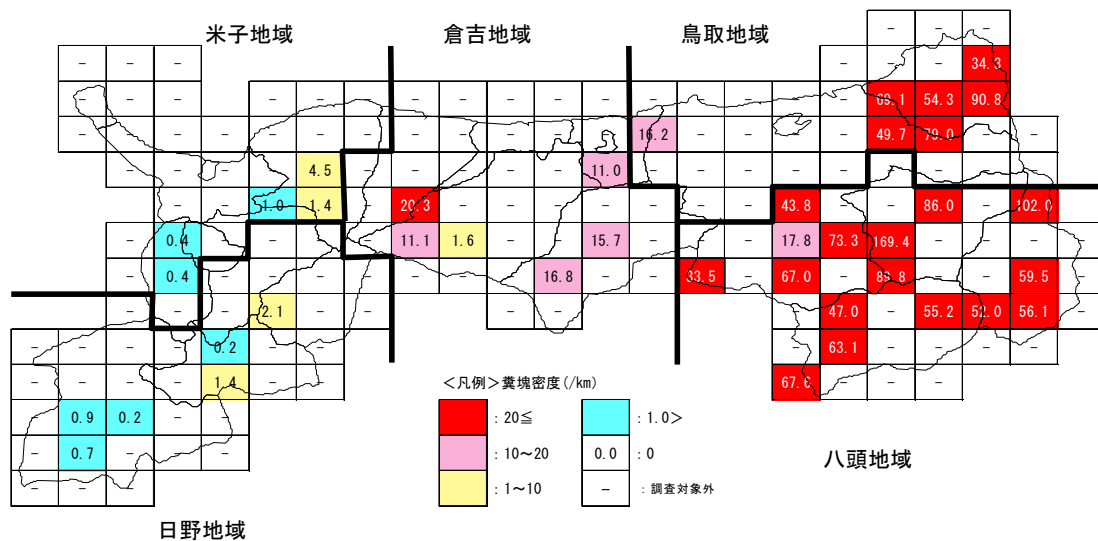 米子地域 倉吉地域 鳥取地域
－ － －
－ － － － － － 34.3
－ － － － － － － － － － － － － － － － 69.1 54.3 90.8
－ － － － － － － － － － － － 16.2 － － － － 49.7 79.0 － －
－ － － － 4.5 － － － － － 11.0 － － － － － － － － －
－ － － 1.0 1.4 － 20.3 － － － － － － － 43.8 － － 86.0 － 102.0
－ 0.4 － － － － 11.1 1.6 － － 15.7 － － － 17.8 73.3 169.4 － － －
－ 0.4 － － － － － － － 16.8 － － 33.5 － 67.0 － － － 59.5
－ － － 2.1 － － － － － － － 47.0 － 55.2 52.0 56.1
－ － － － 0.2 － － － 63.1 － － － －
－ － － － 1.4 － － 67.6 － － －
－ 0.9 0.2 － －
－ 0.7 － － －
－ － －
＜凡例＞糞塊密度(/km)
：20≦ ：1.0＞
：10～20 0.0 ：0
：1～10 － ：調査対象外
八頭地域
日野地域